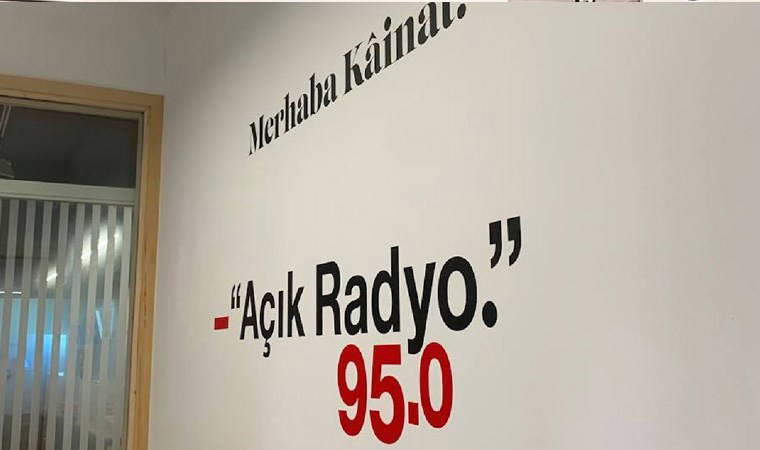 Merhaba Kâinat.
–“Açık Radyo.”
95.0